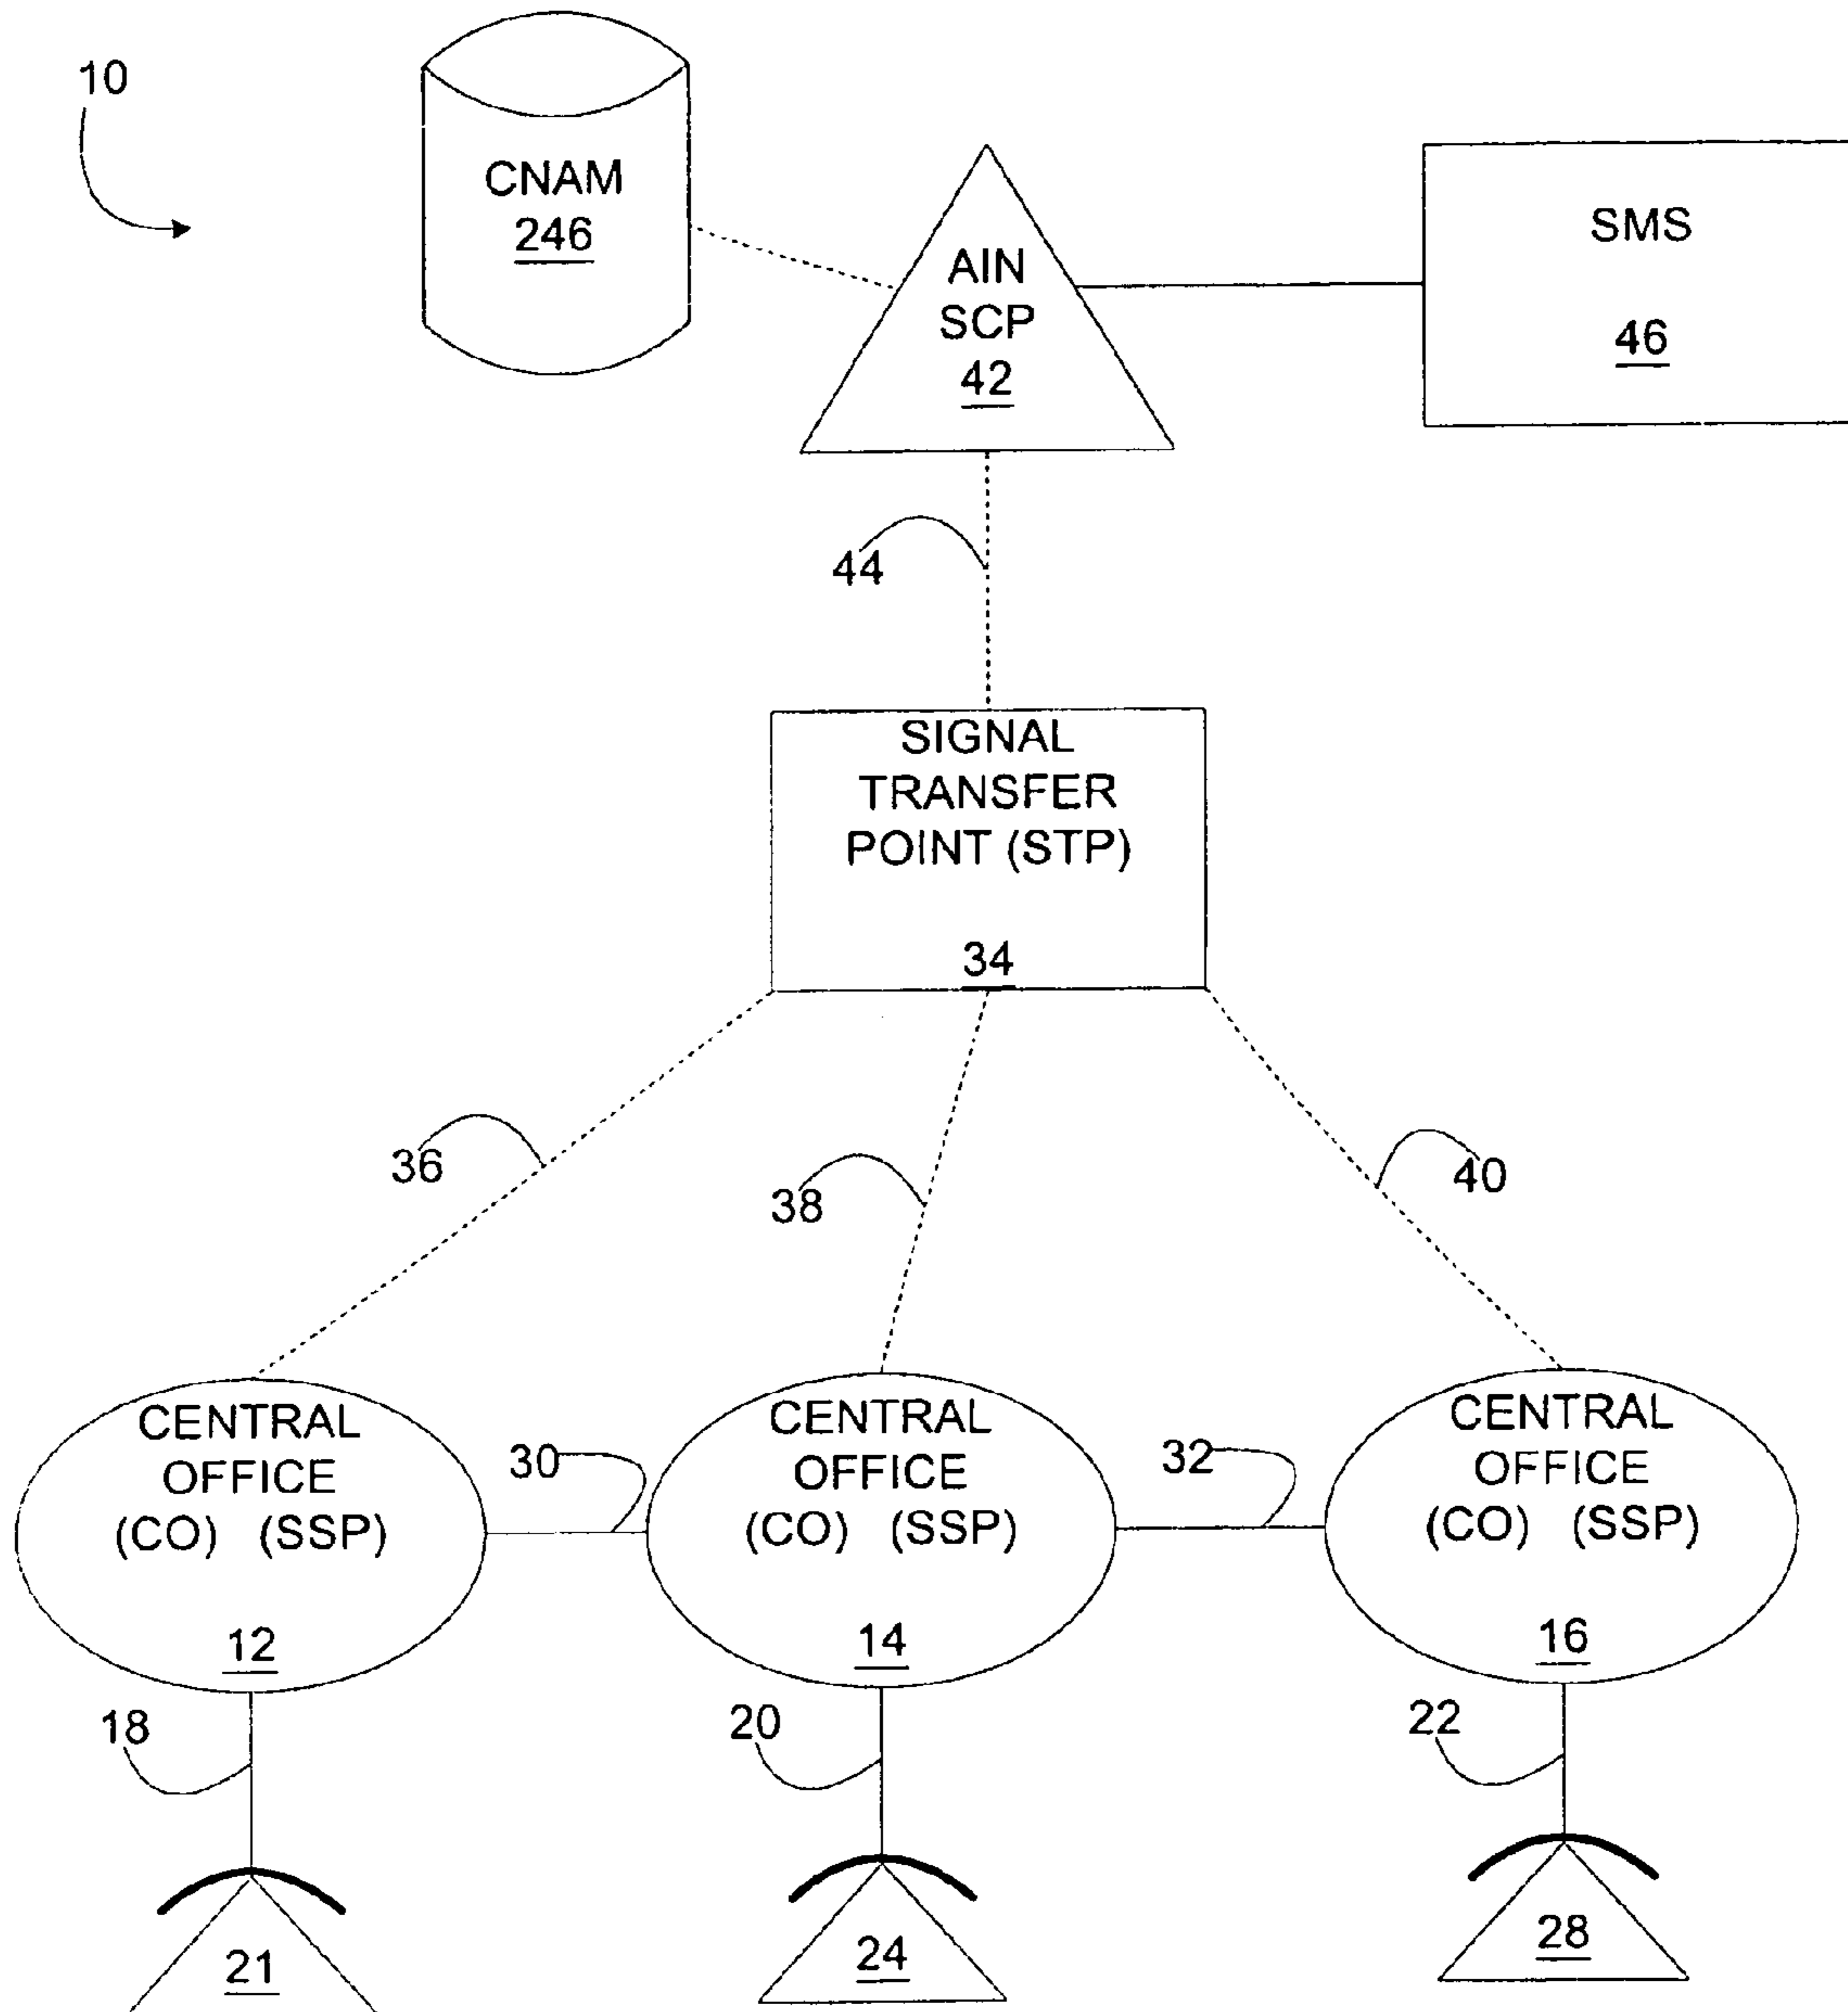 10
CNAM
246
AIN
SCP
42
SMS
46
44
SIGNAL
TRANSFER
POINT (STP)
34
36
38
40
CENTRAL
OFFICE
(CO) (SSP)
12
30
CENTRAL
OFFICE
(CO) (SSP)
14
32
CENTRAL
OFFICE
(CO) (SSP)
16
18
20
22
21
24
28